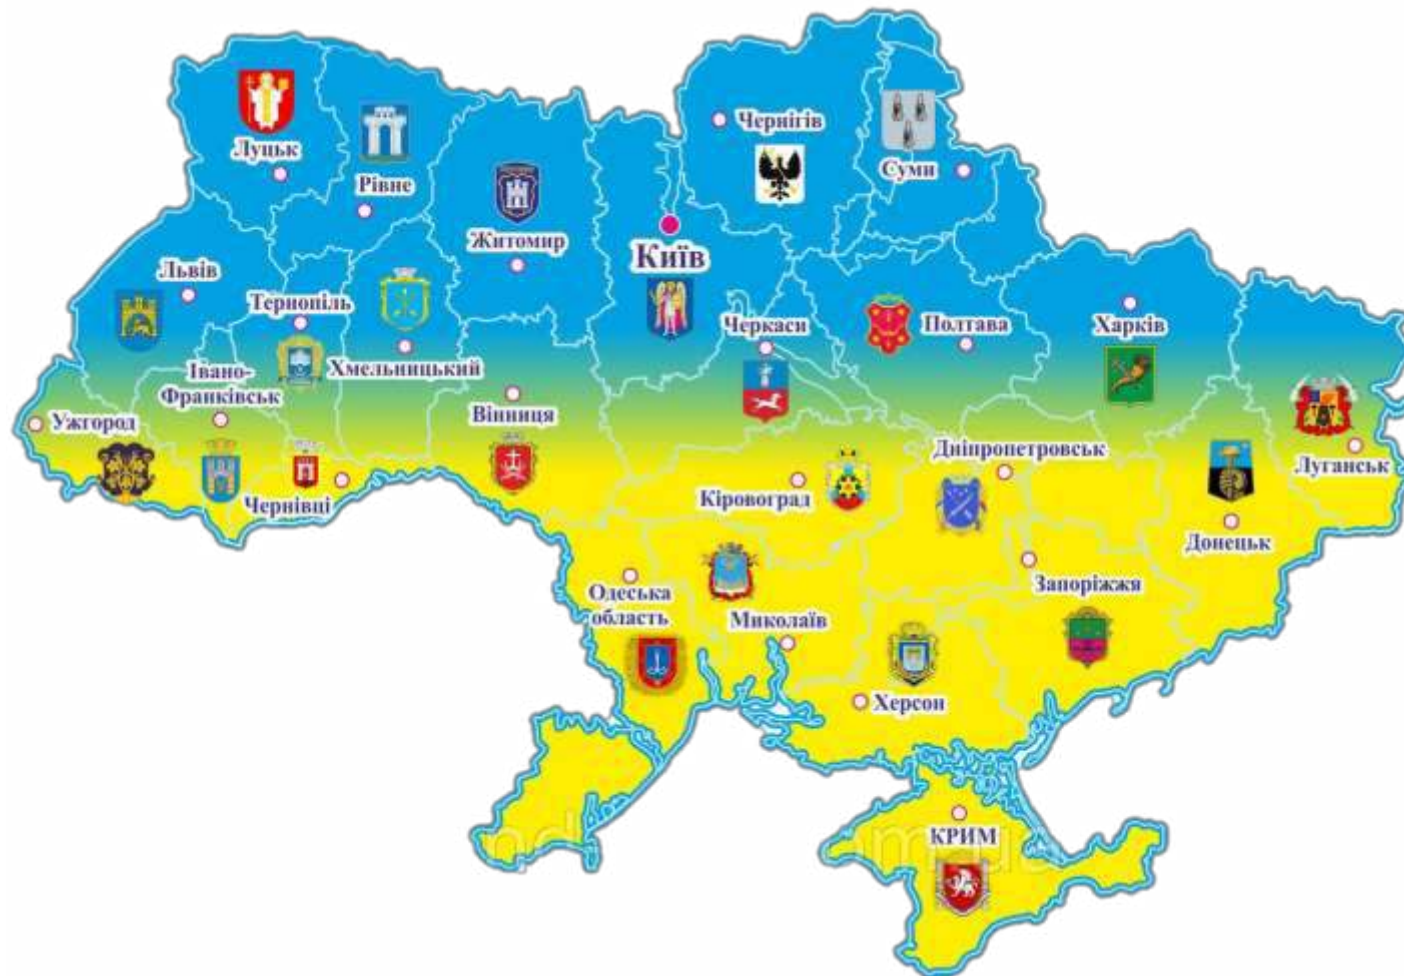 Чернігів
Луцьк
Суми
Рівне
Житомир
Київ
Львів
Тернопіль
Черкаси
Полтава
Харків
Хмельницький
Івано-
Франківськ
Вінниця
Ужгород
Дніпропетровськ
Луганськ
Кіровоград
Чернівці
Донецьк
Запоріжжя
Одеська
область
Миколаїв
Херсон
КРИМ